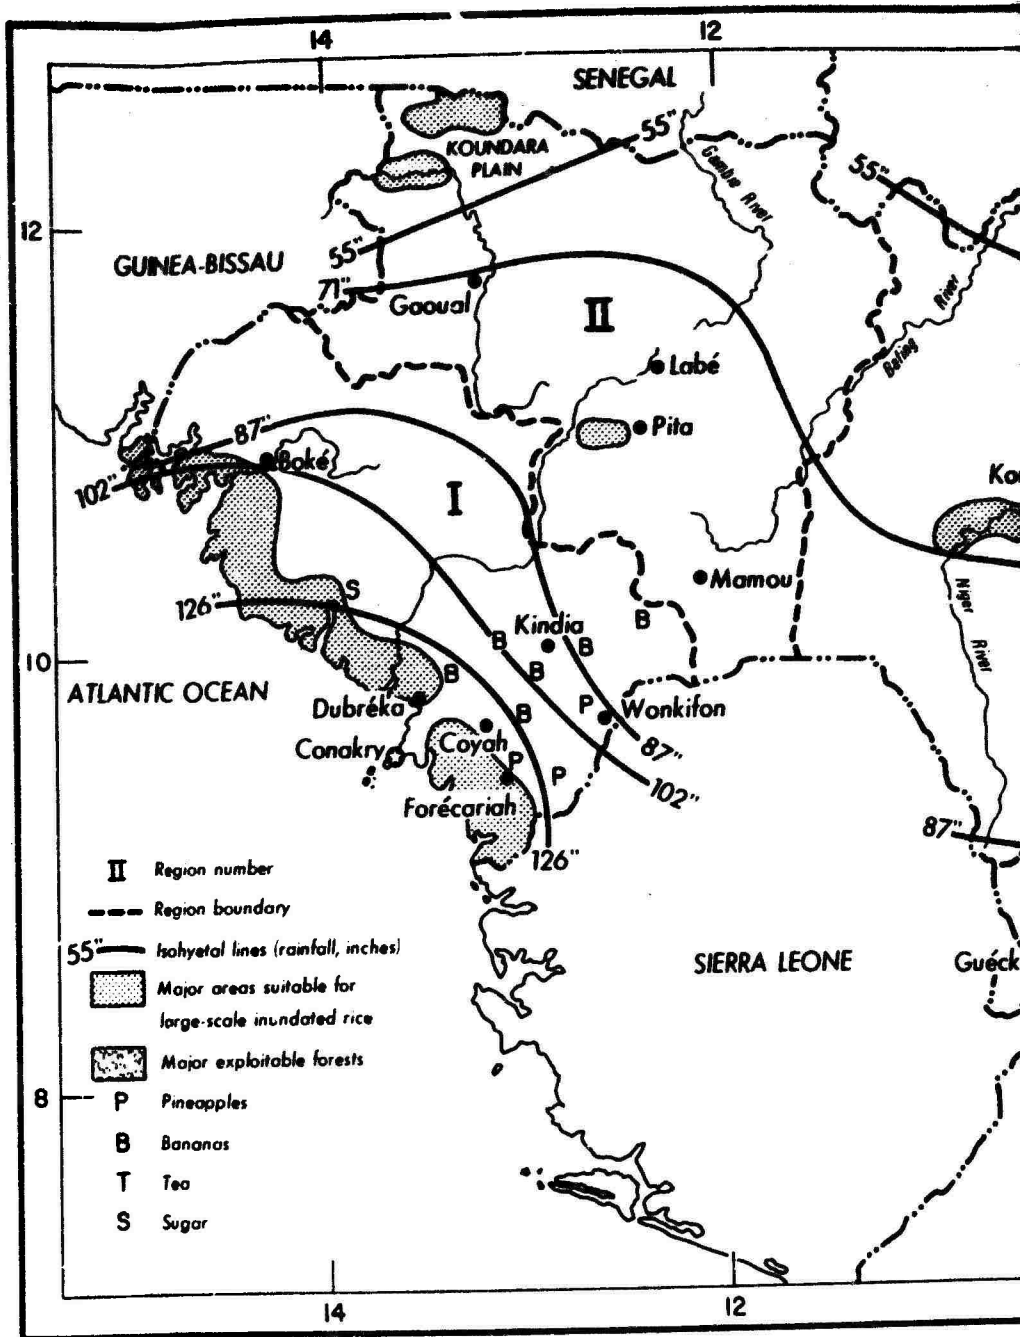 14
12
SENEGAL
55"
KOUNDARA
PLAIN
Gambie River
55"
12
GUINEA-BISSAU
55"
71"
Gaoual
II
Bafing River
Labé
87"
Pita
Boké
102"
I
Kou
Mamou
126"
S
B
Kindia
B
B
B
Niger River
10
ATLANTIC OCEAN
B
Dubréka
B
P
Wonkifon
Coyah
Conakry
87"
P
P
102"
Forécariah
87"
126"
II Region number
Region boundary
55" Isohyetal lines (rainfall, inches)
SIERRA LEONE
Guéck
Major areas suitable for
large-scale inundated rice
Major exploitable forests
8
P Pineapples
B Bananas
T Tea
S Sugar
14
12